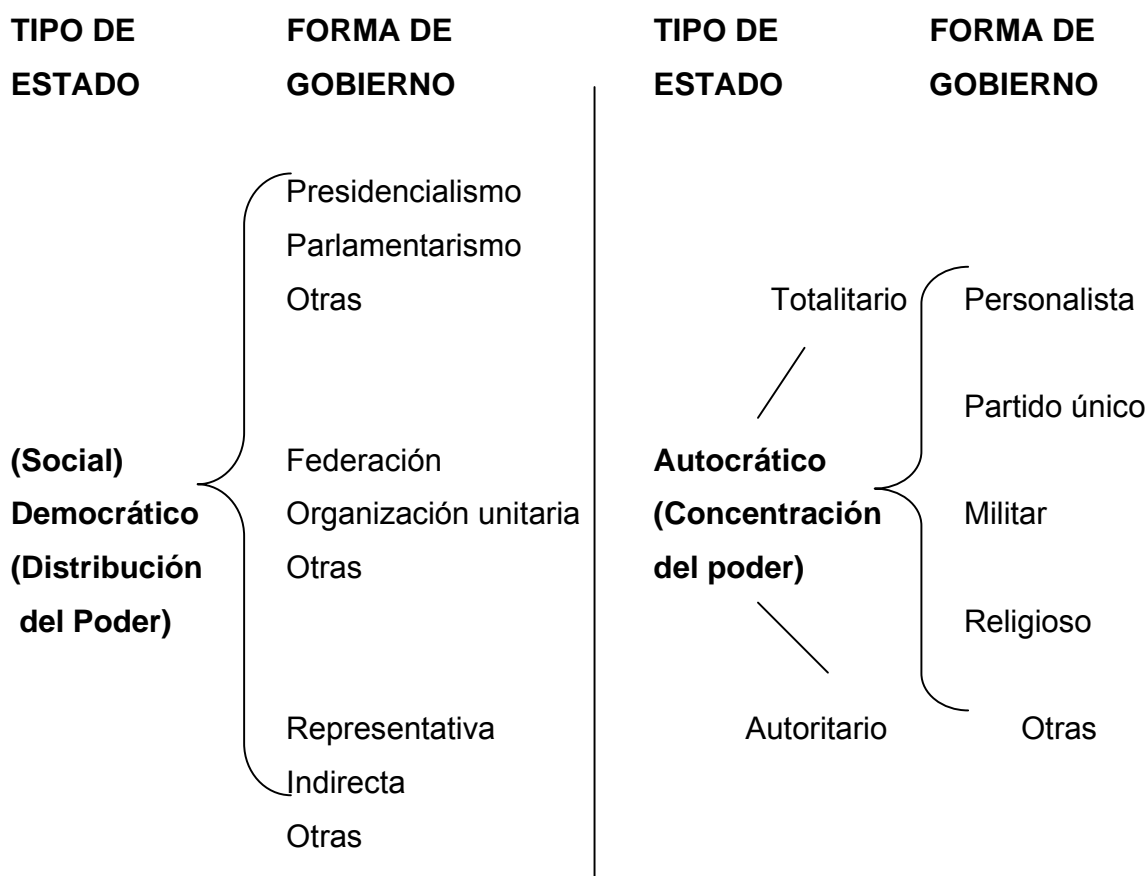 TIPO DE
ESTADO
FORMA DE
GOBIERNO
Presidencialismo
Parlamentarismo
Otras
(Social)
Democrático
(Distribución
del Poder)
Federación
Organización unitaria
Otras
Representativa
Indirecta
Otras
TIPO DE
ESTADO
FORMA DE
GOBIERNO
Totalitario
Autocrático
(Concentración
del poder)
Autoritario
Personalista
Partido único
Militar
Religioso
Otras